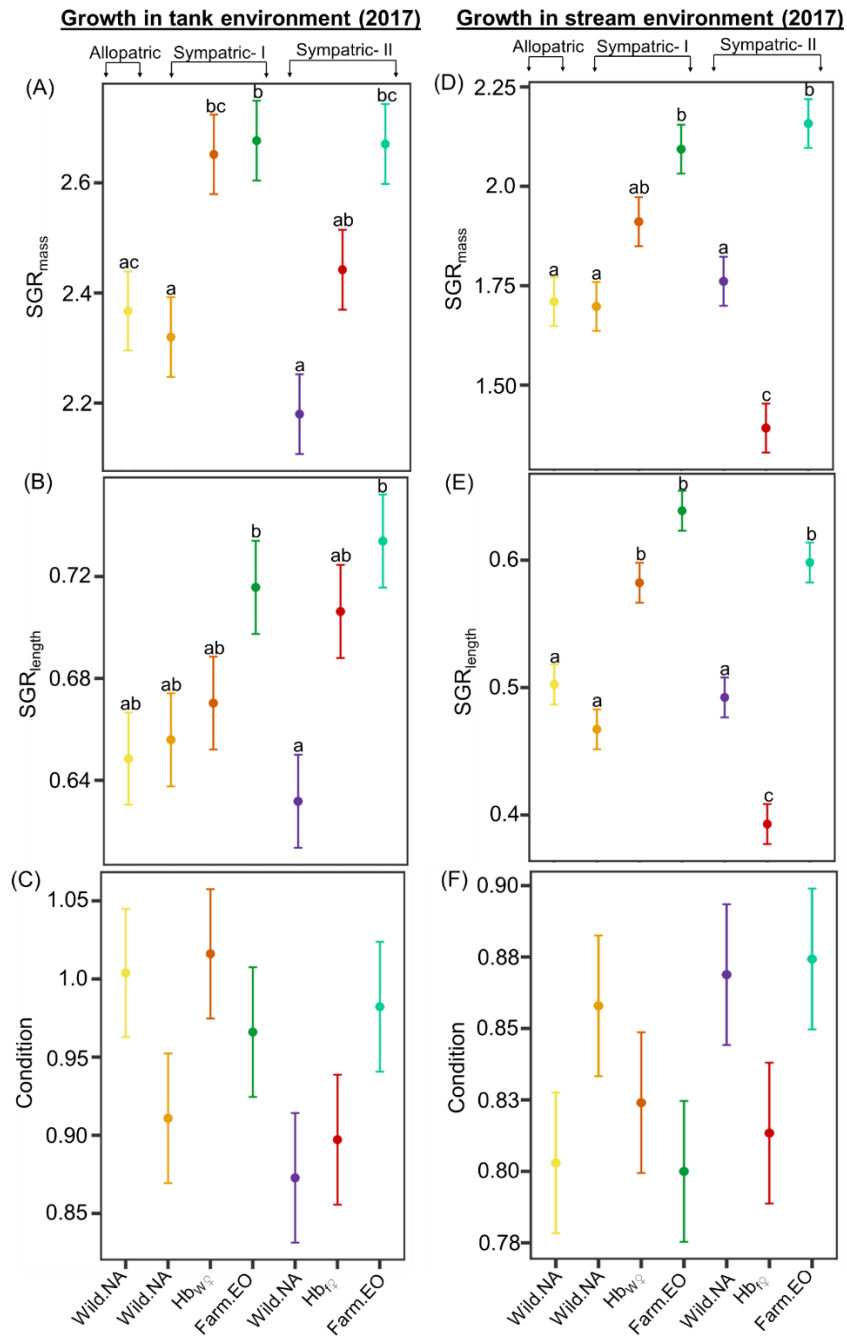 Growth in tank environment (2017)
Growth in stream environment (2017)
Allopatric
Sympatric- I
Sympatric- II
Allopatric
Sympatric- I
Sympatric- II
(A)
SGRmass
2.6
2.4
2.2
ac
a
bc
b
a
ab
bc
(D)
SGRmass
2.25
2.0
1.75
1.50
a
a
ab
b
a
c
b
(B)
SGRlength
0.72
0.68
0.64
ab
ab
ab
b
a
ab
b
(E)
SGRlength
0.6
0.5
0.4
a
a
b
b
a
c
b
(C)
Condition
1.05
1.0
0.95
0.90
0.85
(F)
Condition
0.90
0.88
0.85
0.83
0.80
0.78
Wild.NA
Wild.NA
Hbw♀
Farm.EO
Wild.NA
Hbf♀
Farm.EO
Wild.NA
Wild.NA
Hbw♀
Farm.EO
Wild.NA
Hbf♀
Farm.EO